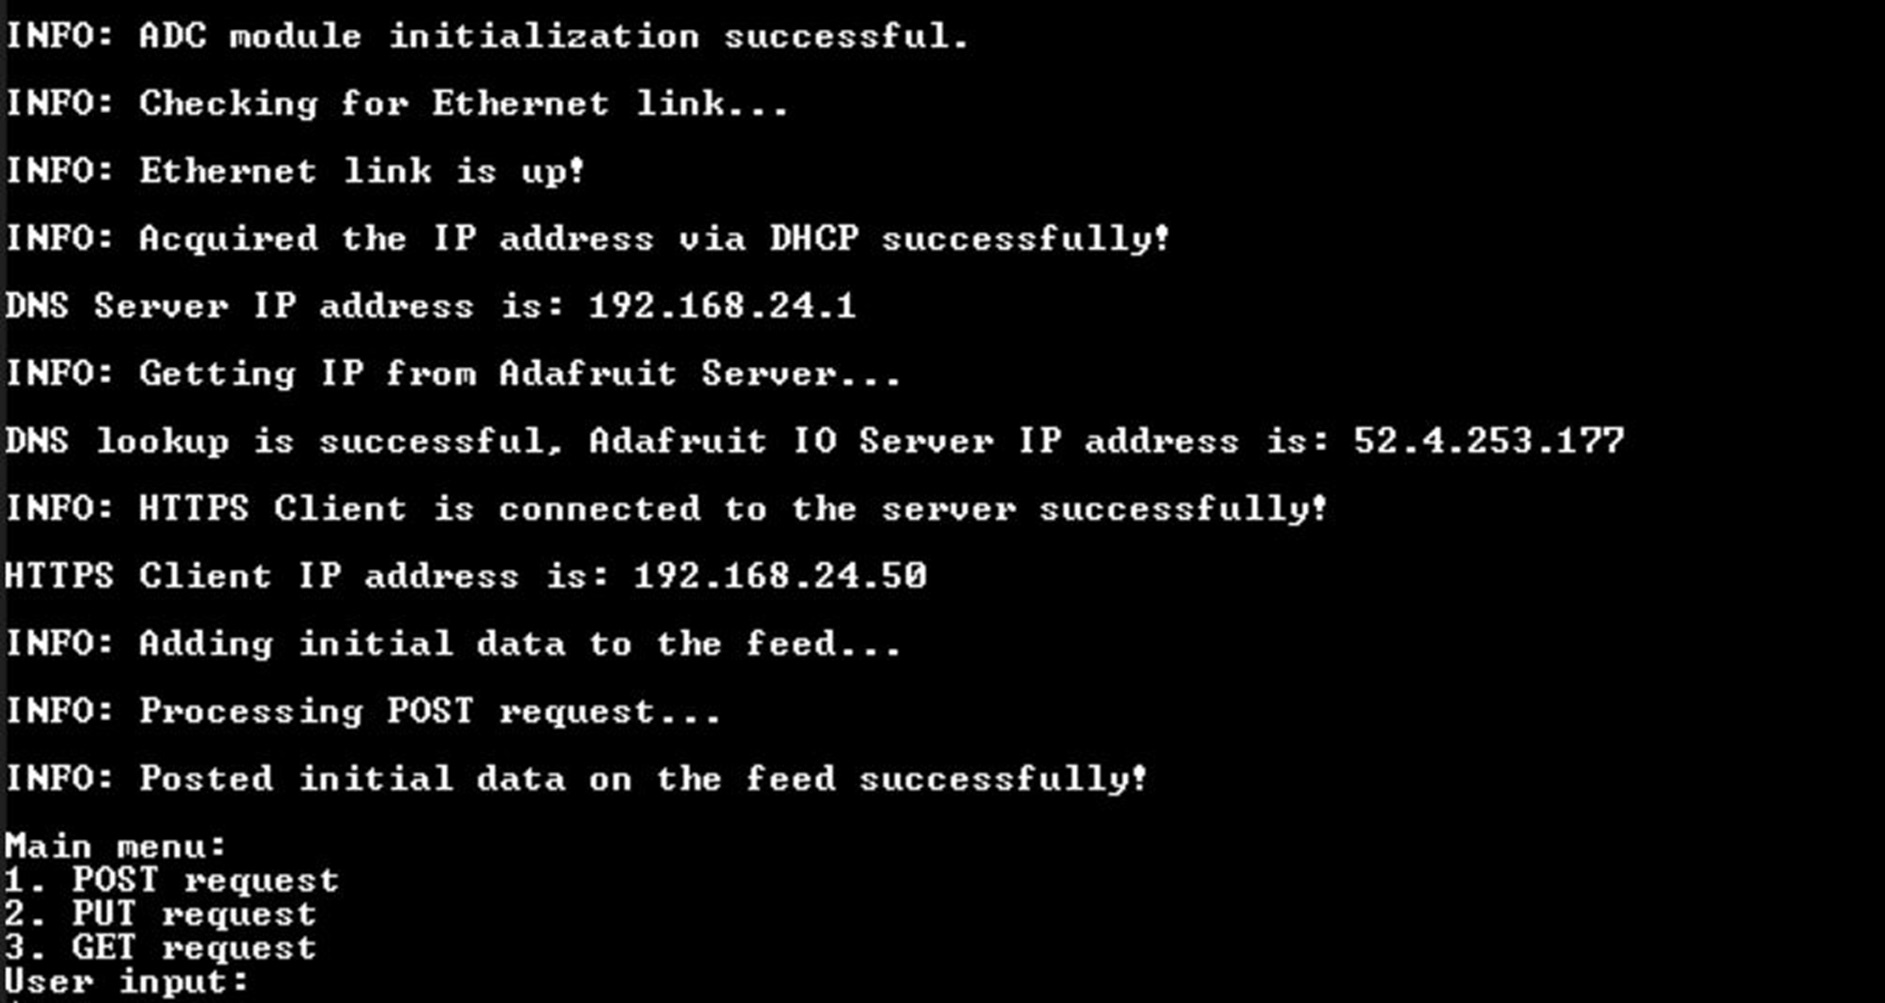 INFO: ADC module initialization successful.
INFO: Checking for Ethernet link...
INFO: Ethernet link is up!
INFO: Acquired the IP address via DHCP successfully!
DNS Server IP address is: 192.168.24.1
INFO: Getting IP from Adafruit Server...
DNS lookup is successful, Adafruit IO Server IP address is: 52.4.253.177
INFO: HTTPS Client is connected to the server successfully!
HTTPS Client IP address is: 192.168.24.50
INFO: Adding initial data to the feed...
INFO: Processing POST request...
INFO: Posted initial data on the feed successfully!
Main menu:
1. POST request
2. PUT request
3. GET request
User input: